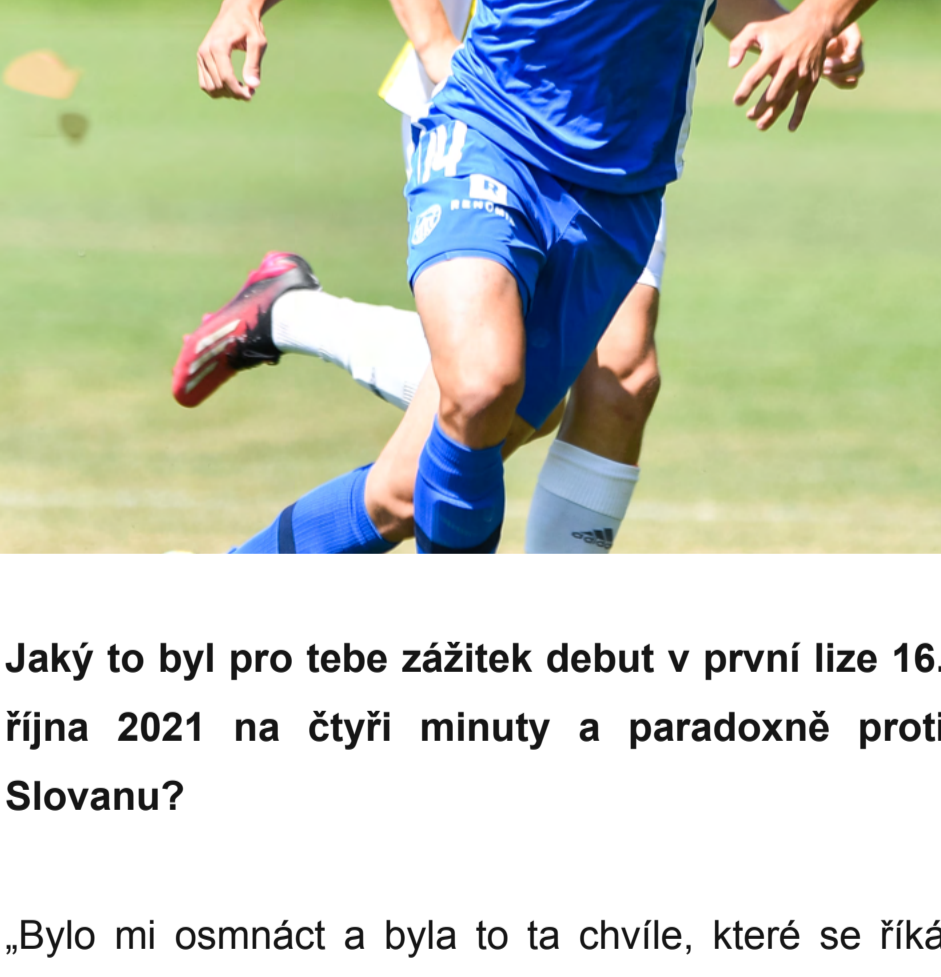 14
Jaký to byl pro tebe zážitek debut v první lize 16.
října 2021 na čtyři minuty a paradoxně proti
Slovanu?
„Bylo mi osmnáct a byla to ta chvíle, které se říká